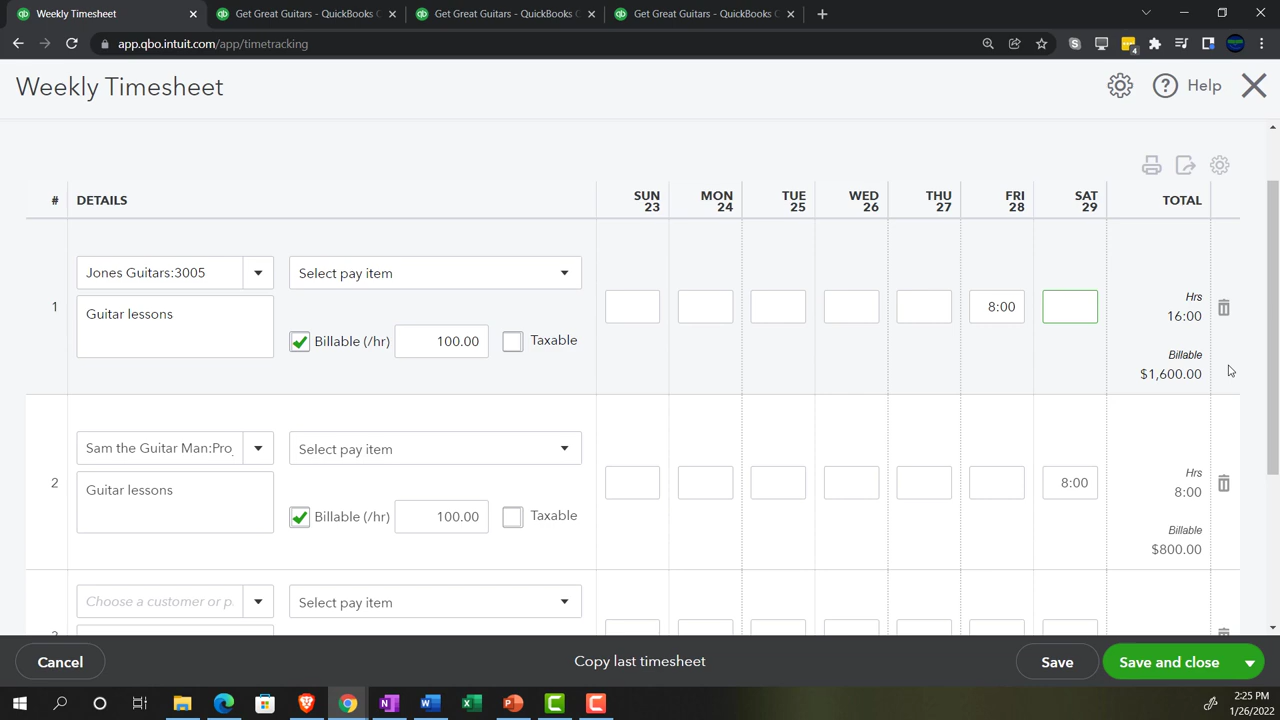 Weekly Timesheet
Get Great Guitars - QuickBooks
Get Great Guitars - QuickBooks
Get Great Guitars - QuickBooks
app.qbo.intuit.com/app/timetracking
4
Weekly Timesheet
Help
# DETAILS SUN 23 MON 24 TUE 25 WED 26 THU 27 FRI 28 SAT 29 TOTAL
Jones Guitars:3005 Select pay item
1 Guitar lessons 8:00 Hrs 16:00
Billable (/hr) 100.00 Taxable Billable
$1,600.00
Sam the Guitar Man:Pro Select pay item
2 Guitar lessons 8:00 Hrs 8:00
Billable (/hr) 100.00 Taxable Billable
$800.00
Choose a customer or p Select pay item
Cancel Copy last timesheet Save Save and close
2:25 PM
1/26/2022